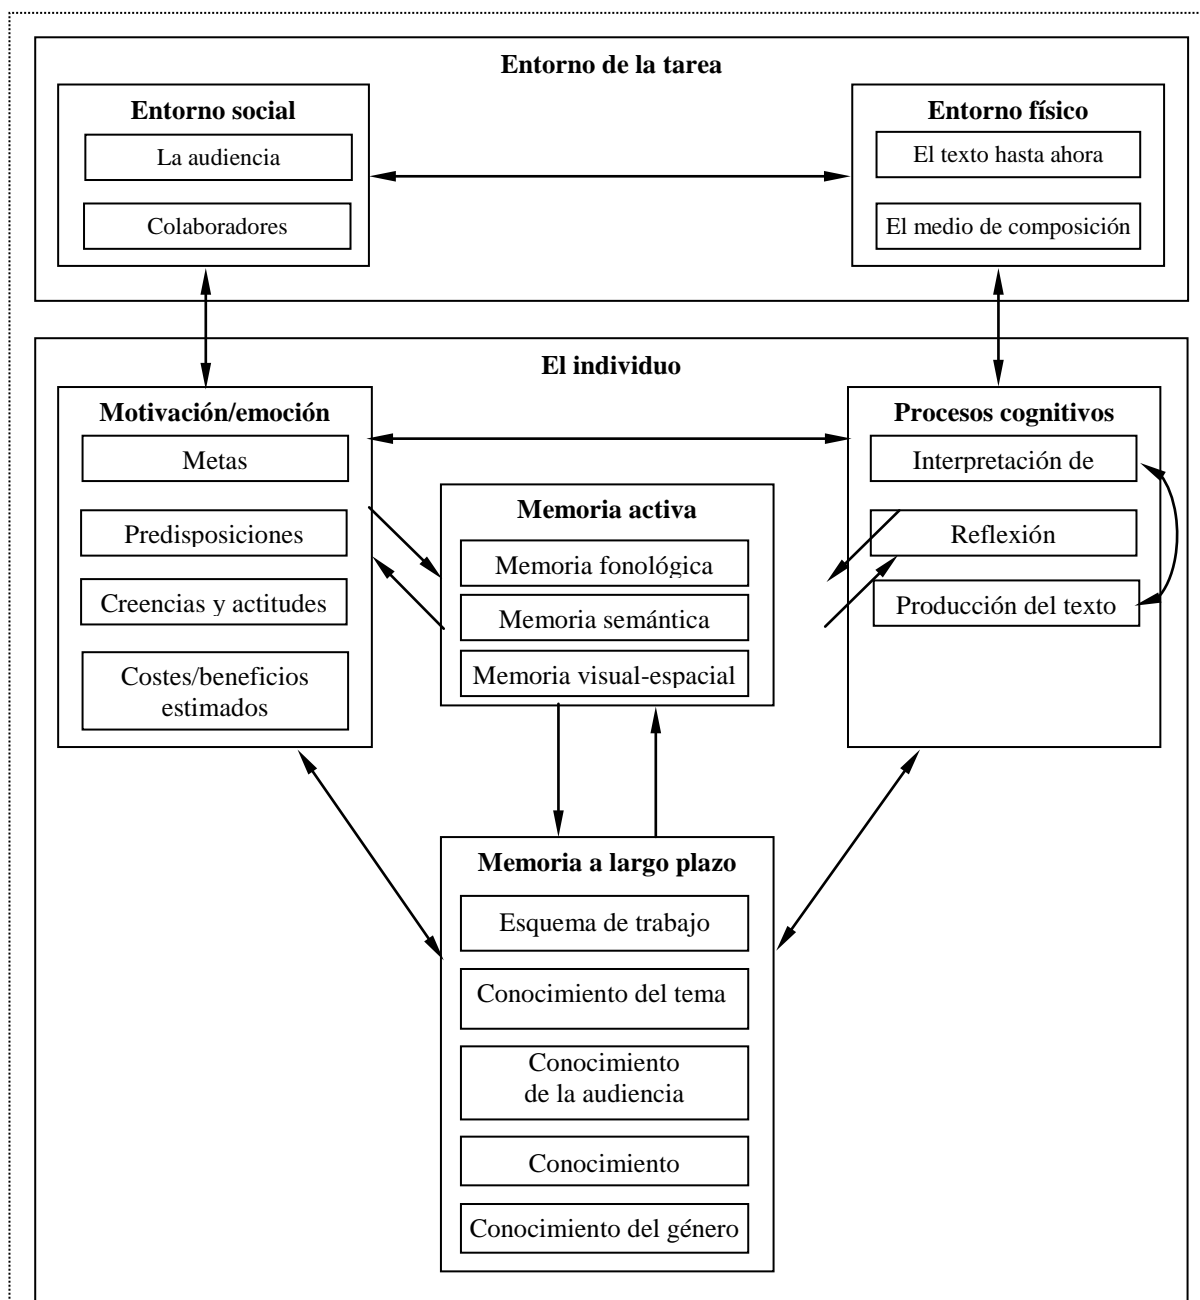 Entorno de la tarea
Entorno social
La audiencia
Colaboradores
Entorno físico
El texto hasta ahora
El medio de composición
El individuo
Motivación/emoción
Metas
Predisposiciones
Creencias y actitudes
Costes/beneficios
estimados
Memoria activa
Memoria fonológica
Memoria semántica
Memoria visual-espacial
Procesos cognitivos
Interpretación de
Reflexión
Producción del texto
Memoria a largo plazo
Esquema de trabajo
Conocimiento del tema
Conocimiento
de la audiencia
Conocimiento
Conocimiento del género